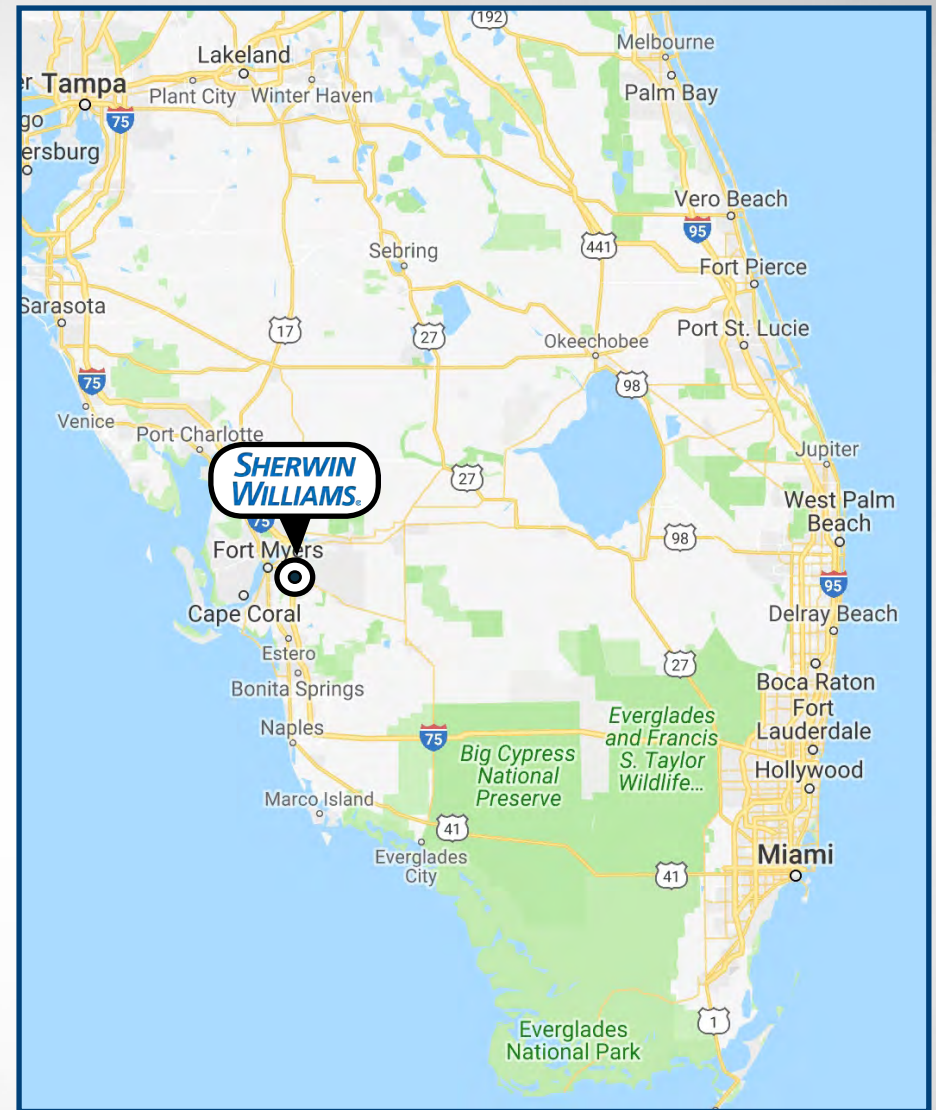 192
Melbourne
Lakeland
er Tampa
Plant City
Winter Haven
Palm Bay
75
go
ersburg
Vero Beach
95
441
Sebring
Fort Pierce
Sarasota
17
27
Port St. Lucie
Okeechobee
75
98
Venice
Port Charlotte
Jupiter
SHERWIN
WILLIAMS®
27
West Palm
Beach
75
98
Fort Myers
95
Cape Coral
Delray Beach
Estero
27
Bonita Springs
Boca Raton
Naples
Fort
Lauderdale
75
Everglades
and Francis
S. Taylor
Wildlife...
Big Cypress
National
Preserve
Hollywood
Marco Island
41
Everglades
City
Miami
41
1
Everglades
National Park